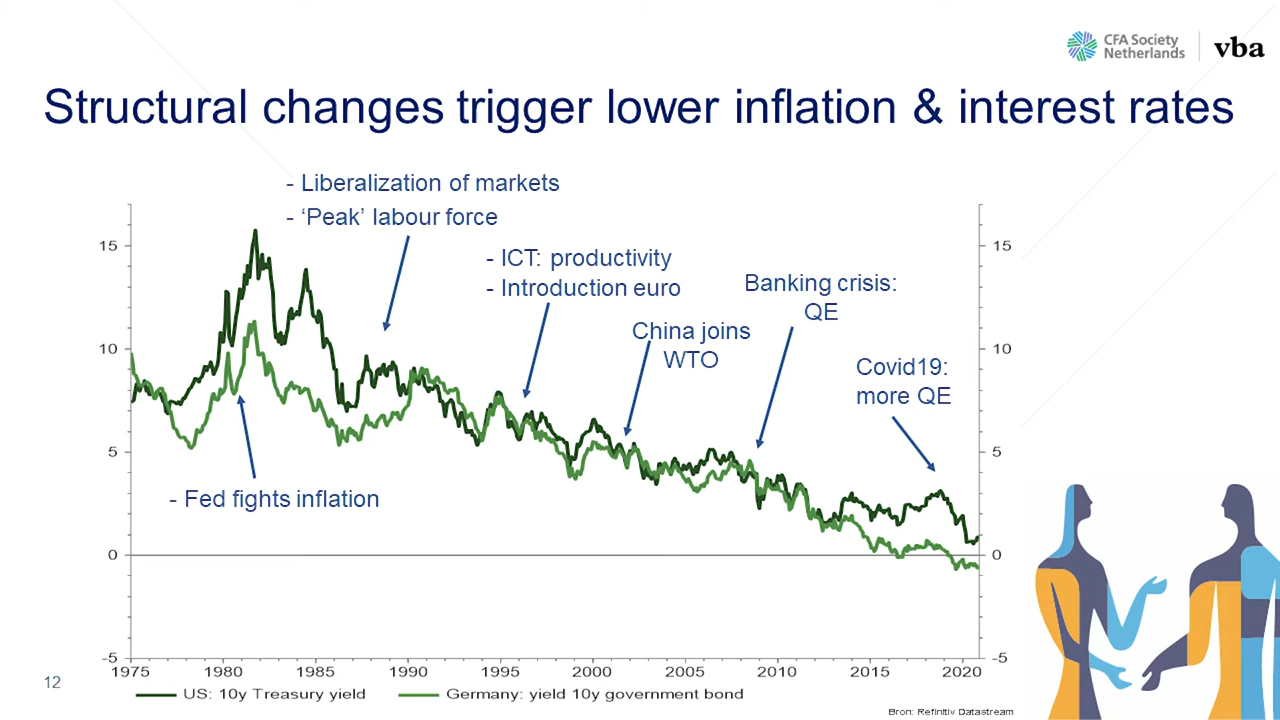 CFA Society
Netherlands
vba
Structural changes trigger lower inflation & interest rates
- Liberalization of markets
- ‘Peak’ labour force
- ICT: productivity
- Introduction euro
China joins
WTO
Banking crisis:
QE
Covid19:
more QE
- Fed fights inflation
15
10
5
0
-5
15
10
5
0
-5
1975 1980 1985 1990 1995 2000 2005 2010 2015 2020
US: 10y Treasury yield Germany: yield 10y government bond
Bron: Refinitiv Datastream
12